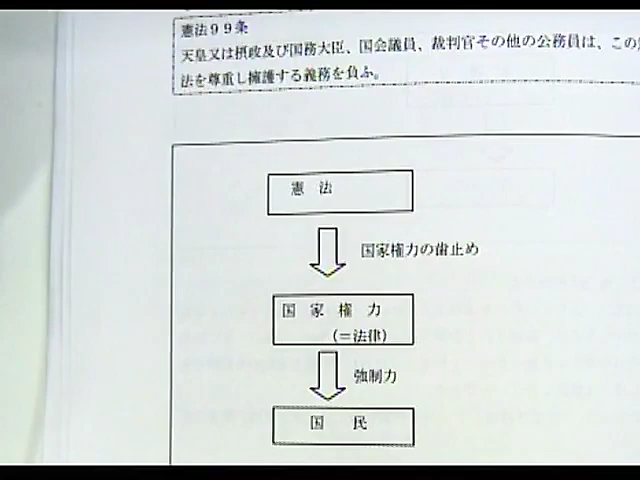 憲法９９条
天皇又は摂政及び国務大臣、国会議員、裁判官その他の公務員は、この
法を尊重し擁護する義務を負ふ。
憲　法
国家権力の歯止め
国　家　権　力
（＝法律）
強制力
国　　民